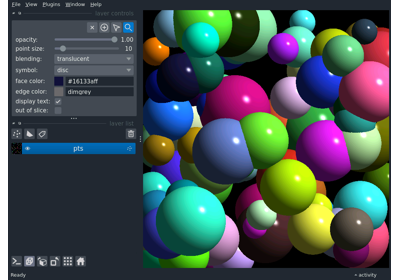 File View Plugins Window Help
layer controls
opacity: 1.00
point size: 10
blending: translucent
symbol: disc
face color: #16133aff
edge color: dimgrey
display text:
out of slice:
layer list
pts
Ready
activity